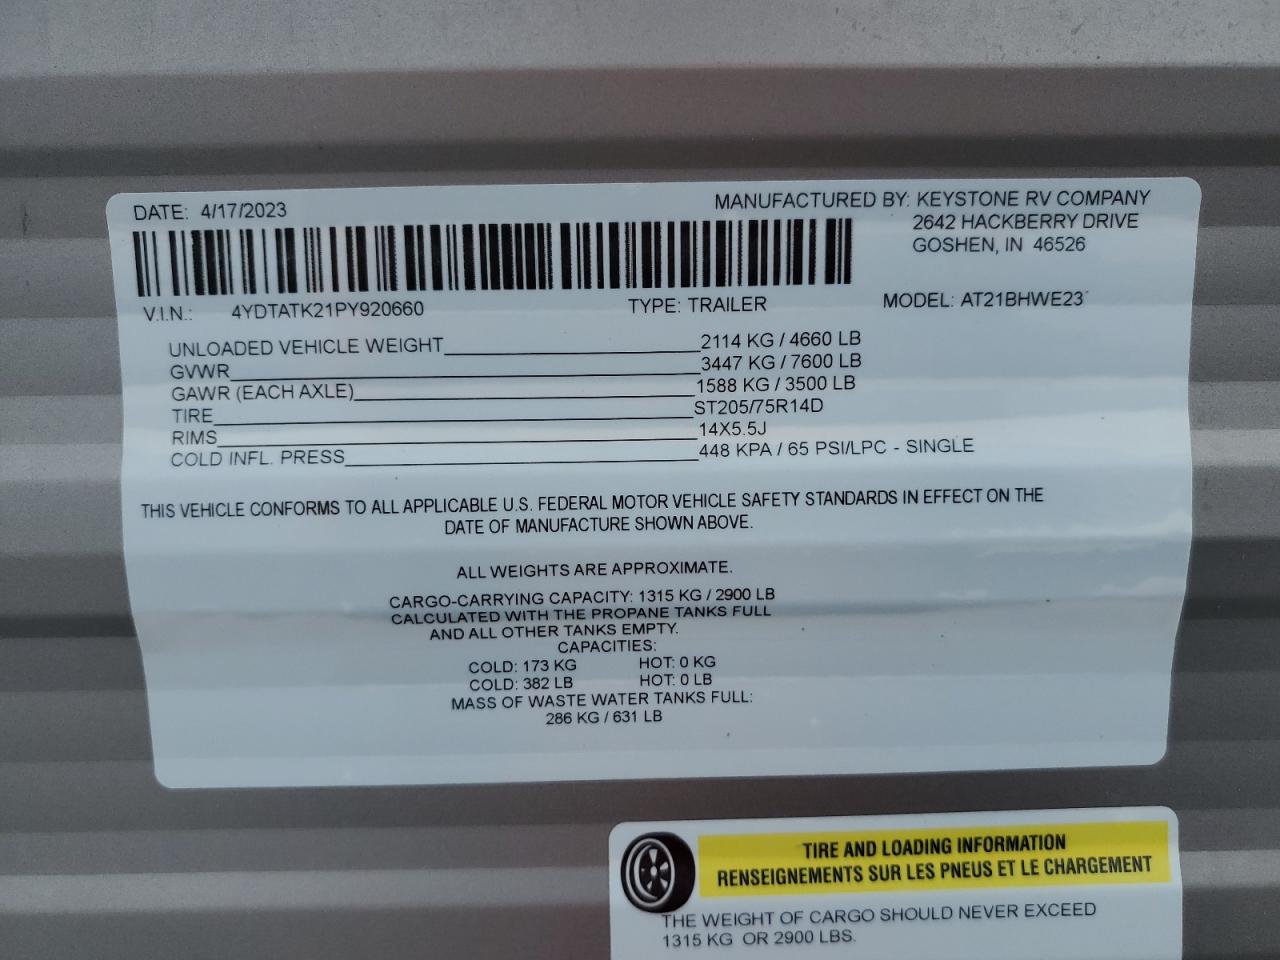 DATE: 4/17/2023
MANUFACTURED BY: KEYSTONE RV COMPANY
2642 HACKBERRY DRIVE
GOSHEN, IN 46526
V.I.N.: 4YDTATK21PY920660 TYPE: TRAILER MODEL: AT21BHWE23
UNLOADED VEHICLE WEIGHT 2114 KG / 4660 LB
GVWR 3447 KG / 7600 LB
GAWR (EACH AXLE) 1588 KG / 3500 LB
TIRE ST205/75R14D
RIMS 14X5.5J
COLD INFL. PRESS 448 KPA / 65 PSI/LPC - SINGLE
THIS VEHICLE CONFORMS TO ALL APPLICABLE U.S. FEDERAL MOTOR VEHICLE SAFETY STANDARDS IN EFFECT ON THE
DATE OF MANUFACTURE SHOWN ABOVE.
ALL WEIGHTS ARE APPROXIMATE.
CARGO-CARRYING CAPACITY: 1315 KG / 2900 LB
CALCULATED WITH THE PROPANE TANKS FULL
AND ALL OTHER TANKS EMPTY.
CAPACITIES:
COLD: 173 KG HOT: 0 KG
COLD: 382 LB HOT: 0 LB
MASS OF WASTE WATER TANKS FULL:
286 KG / 631 LB
TIRE AND LOADING INFORMATION
RENSEIGNEMENTS SUR LES PNEUS ET LE CHARGEMENT
THE WEIGHT OF CARGO SHOULD NEVER EXCEED
1315 KG OR 2900 LBS.